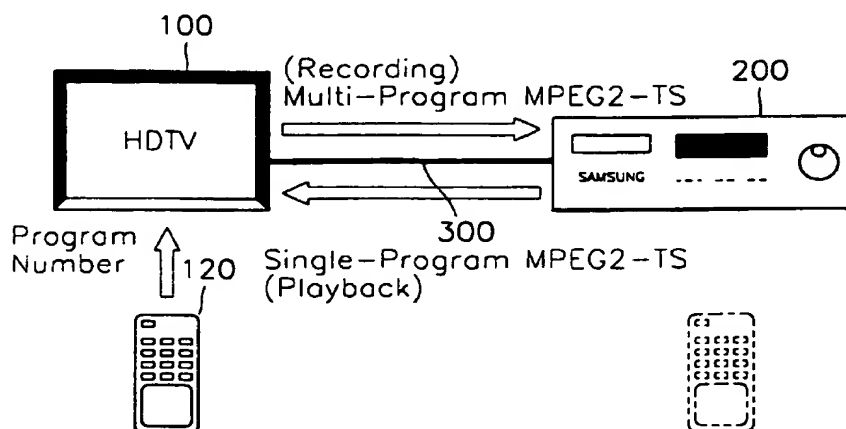 100
(Recording)
Multi-Program MPEG2-TS
200
HDTV
SAMSUNG
300
Program
Number
120
Single-Program MPEG2-TS
(Playback)